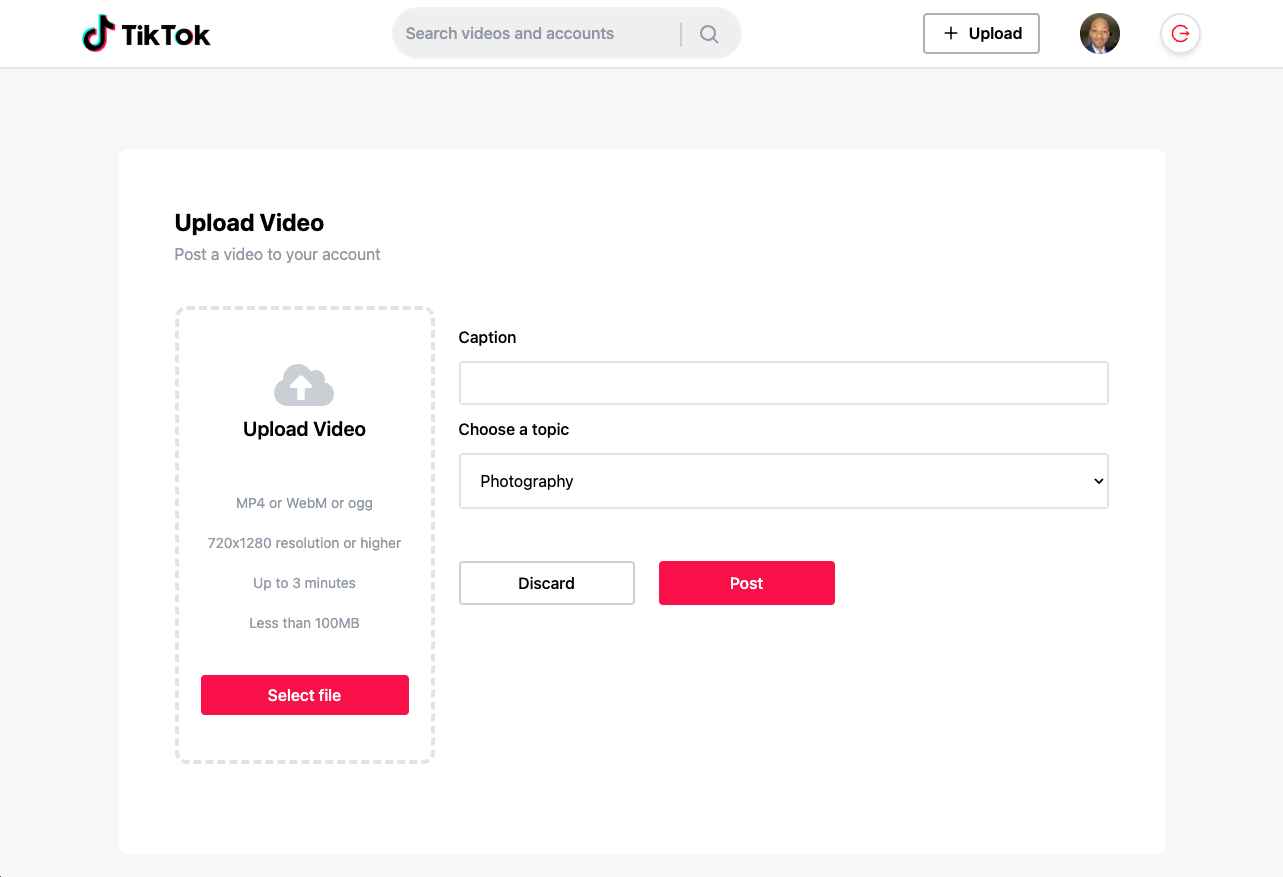 TikTok
Search videos and accounts
Upload
Upload Video
Post a video to your account
Upload Video
MP4 or WebM or ogg
720x1280 resolution or higher
Up to 3 minutes
Less than 100MB
Select file
Caption
Choose a topic
Photography
Discard
Post